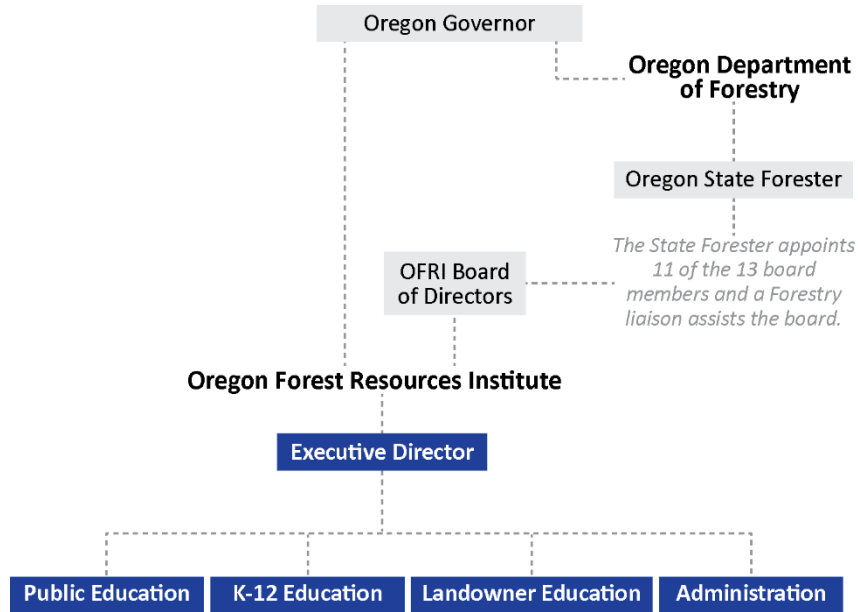 Oregon Governor
Oregon Department
of Forestry
Oregon State Forester
The State Forester appoints
11 of the 13 board
members and a Forestry
liaison assists the board.
OFRI Board
of Directors
Oregon Forest Resources Institute
Executive Director
Public Education
K-12 Education
Landowner Education
Administration